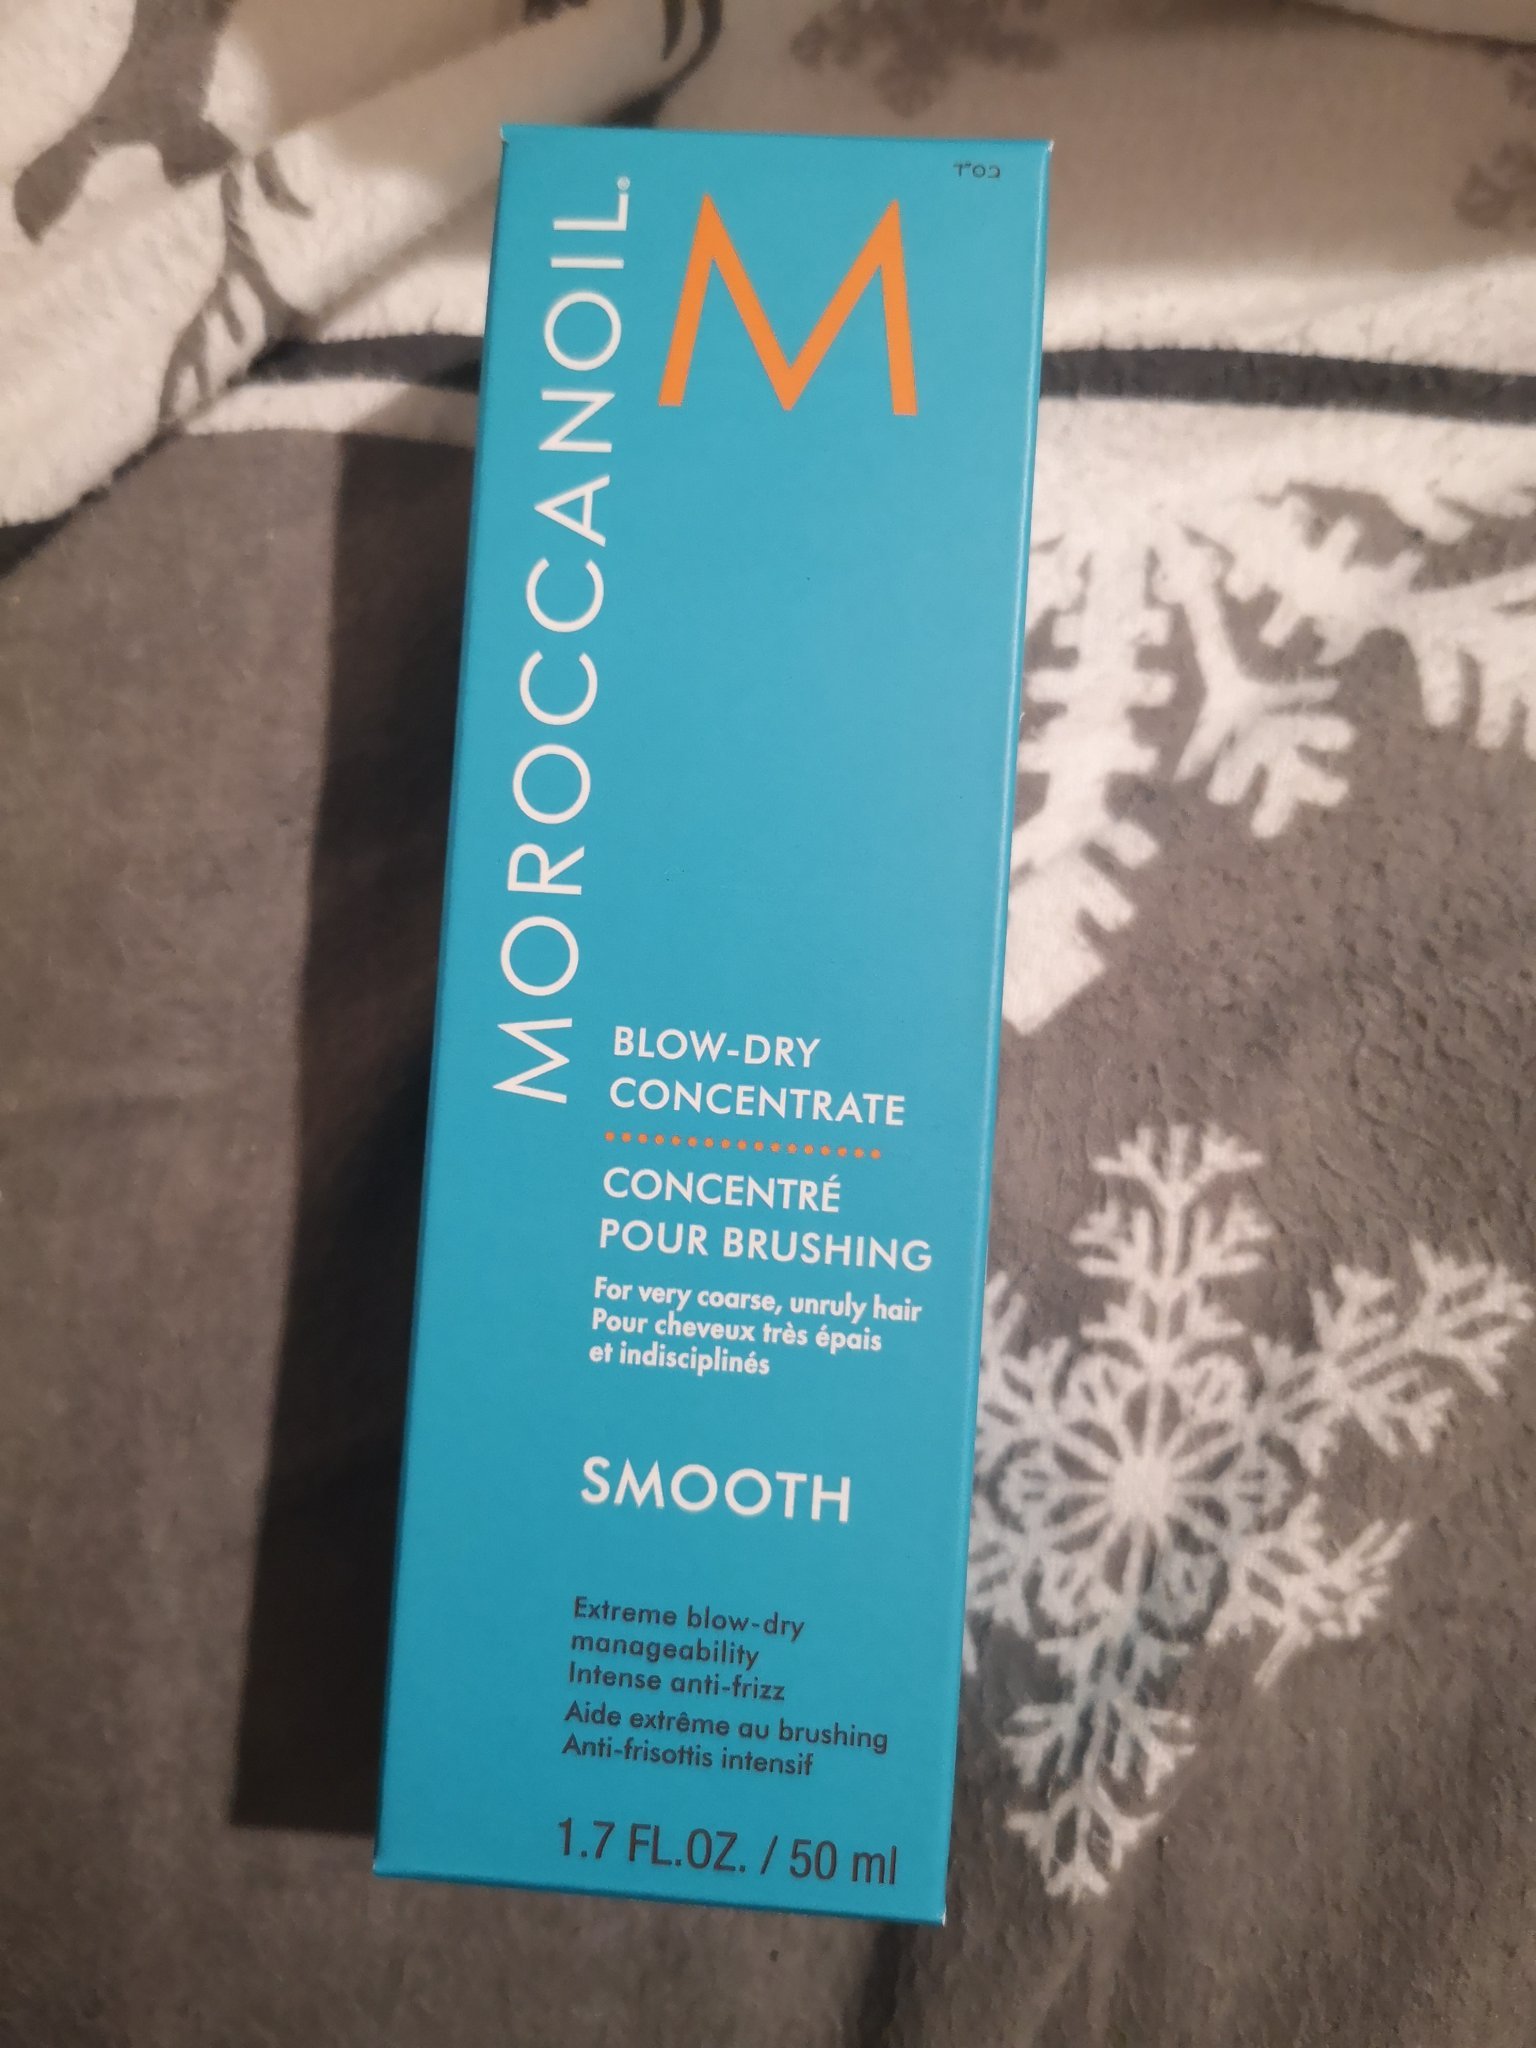 בס"ד
M
MOROCCANOIL®
BLOW-DRY
CONCENTRATE
CONCENTRÉ
POUR BRUSHING
For very coarse, unruly hair
Pour cheveux très épais
et indisciplinés
SMOOTH
Extreme blow-dry
manageability
Intense anti-frizz
Aide extrême au brushing
Anti-frisottis intensif
1.7 FL.OZ. / 50 ml